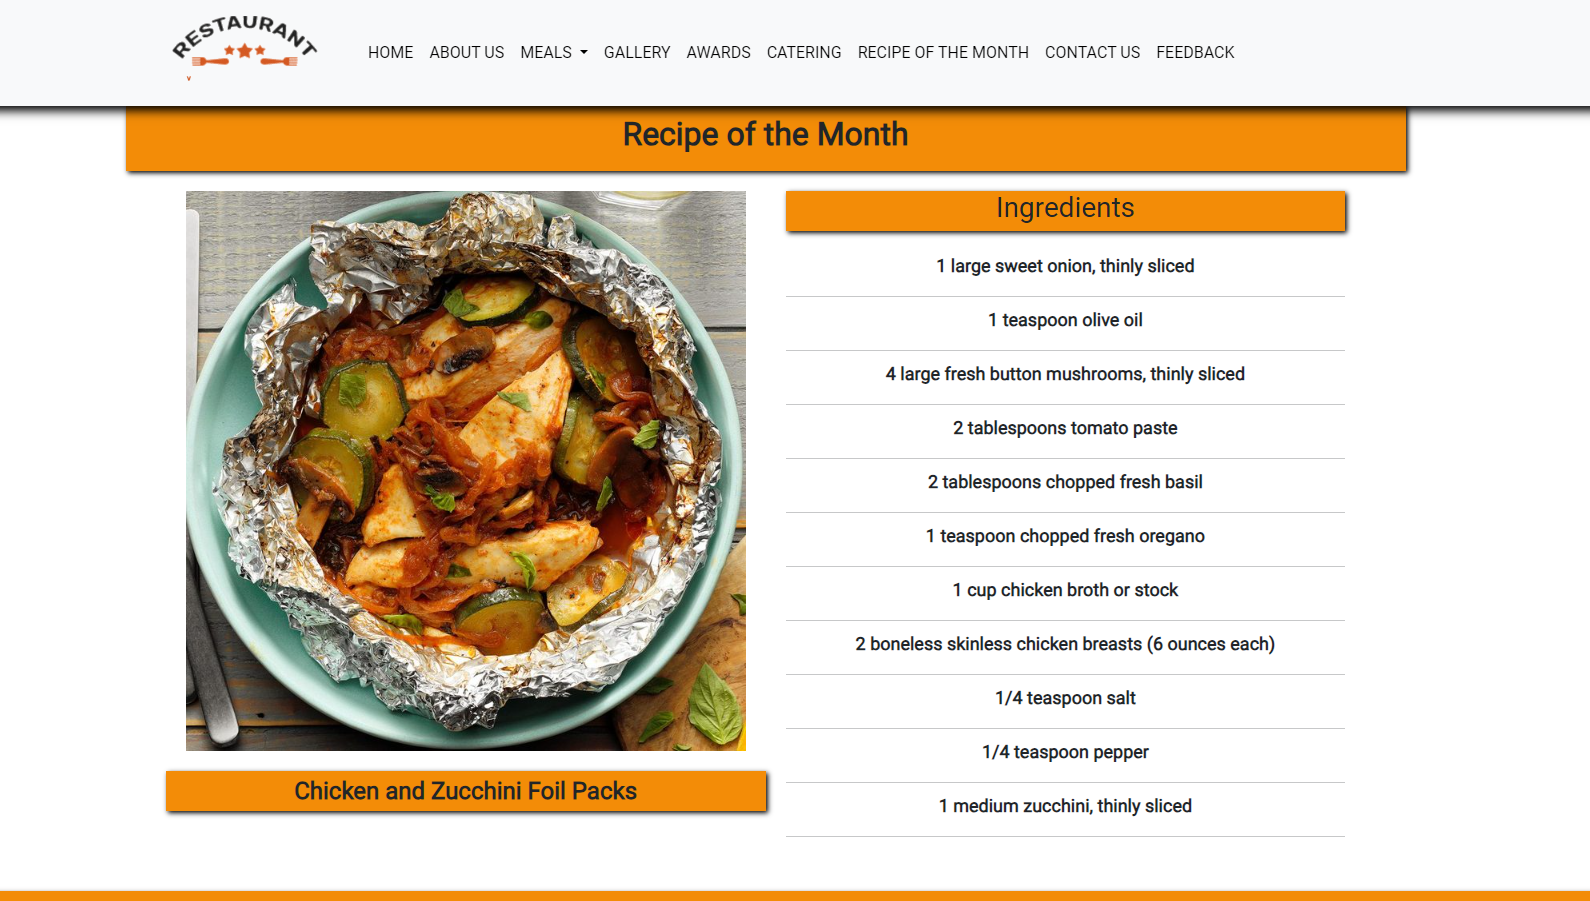 RESTAURANT
HOME ABOUT US MEALS GALLERY AWARDS CATERING RECIPE OF THE MONTH CONTACT US FEEDBACK
Recipe of the Month
Ingredients
1 large sweet onion, thinly sliced
1 teaspoon olive oil
4 large fresh button mushrooms, thinly sliced
2 tablespoons tomato paste
2 tablespoons chopped fresh basil
1 teaspoon chopped fresh oregano
1 cup chicken broth or stock
2 boneless skinless chicken breasts (6 ounces each)
1/4 teaspoon salt
1/4 teaspoon pepper
1 medium zucchini, thinly sliced
Chicken and Zucchini Foil Packs